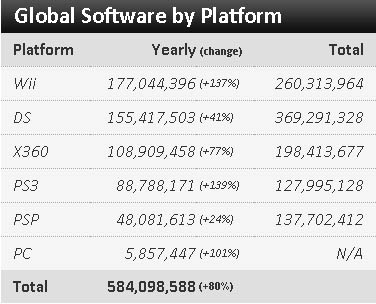 Global Software by Platform
Platform Yearly (change) Total
Wii 177,044,396 (+137%) 260,313,964
DS 155,417,503 (+41%) 369,291,328
X360 108,909,458 (+77%) 198,413,677
PS3 88,788,171 (+139%) 127,995,128
PSP 48,081,613 (+24%) 137,702,412
PC 5,857,447 (+101%) N/A
Total 584,098,588 (+80%)